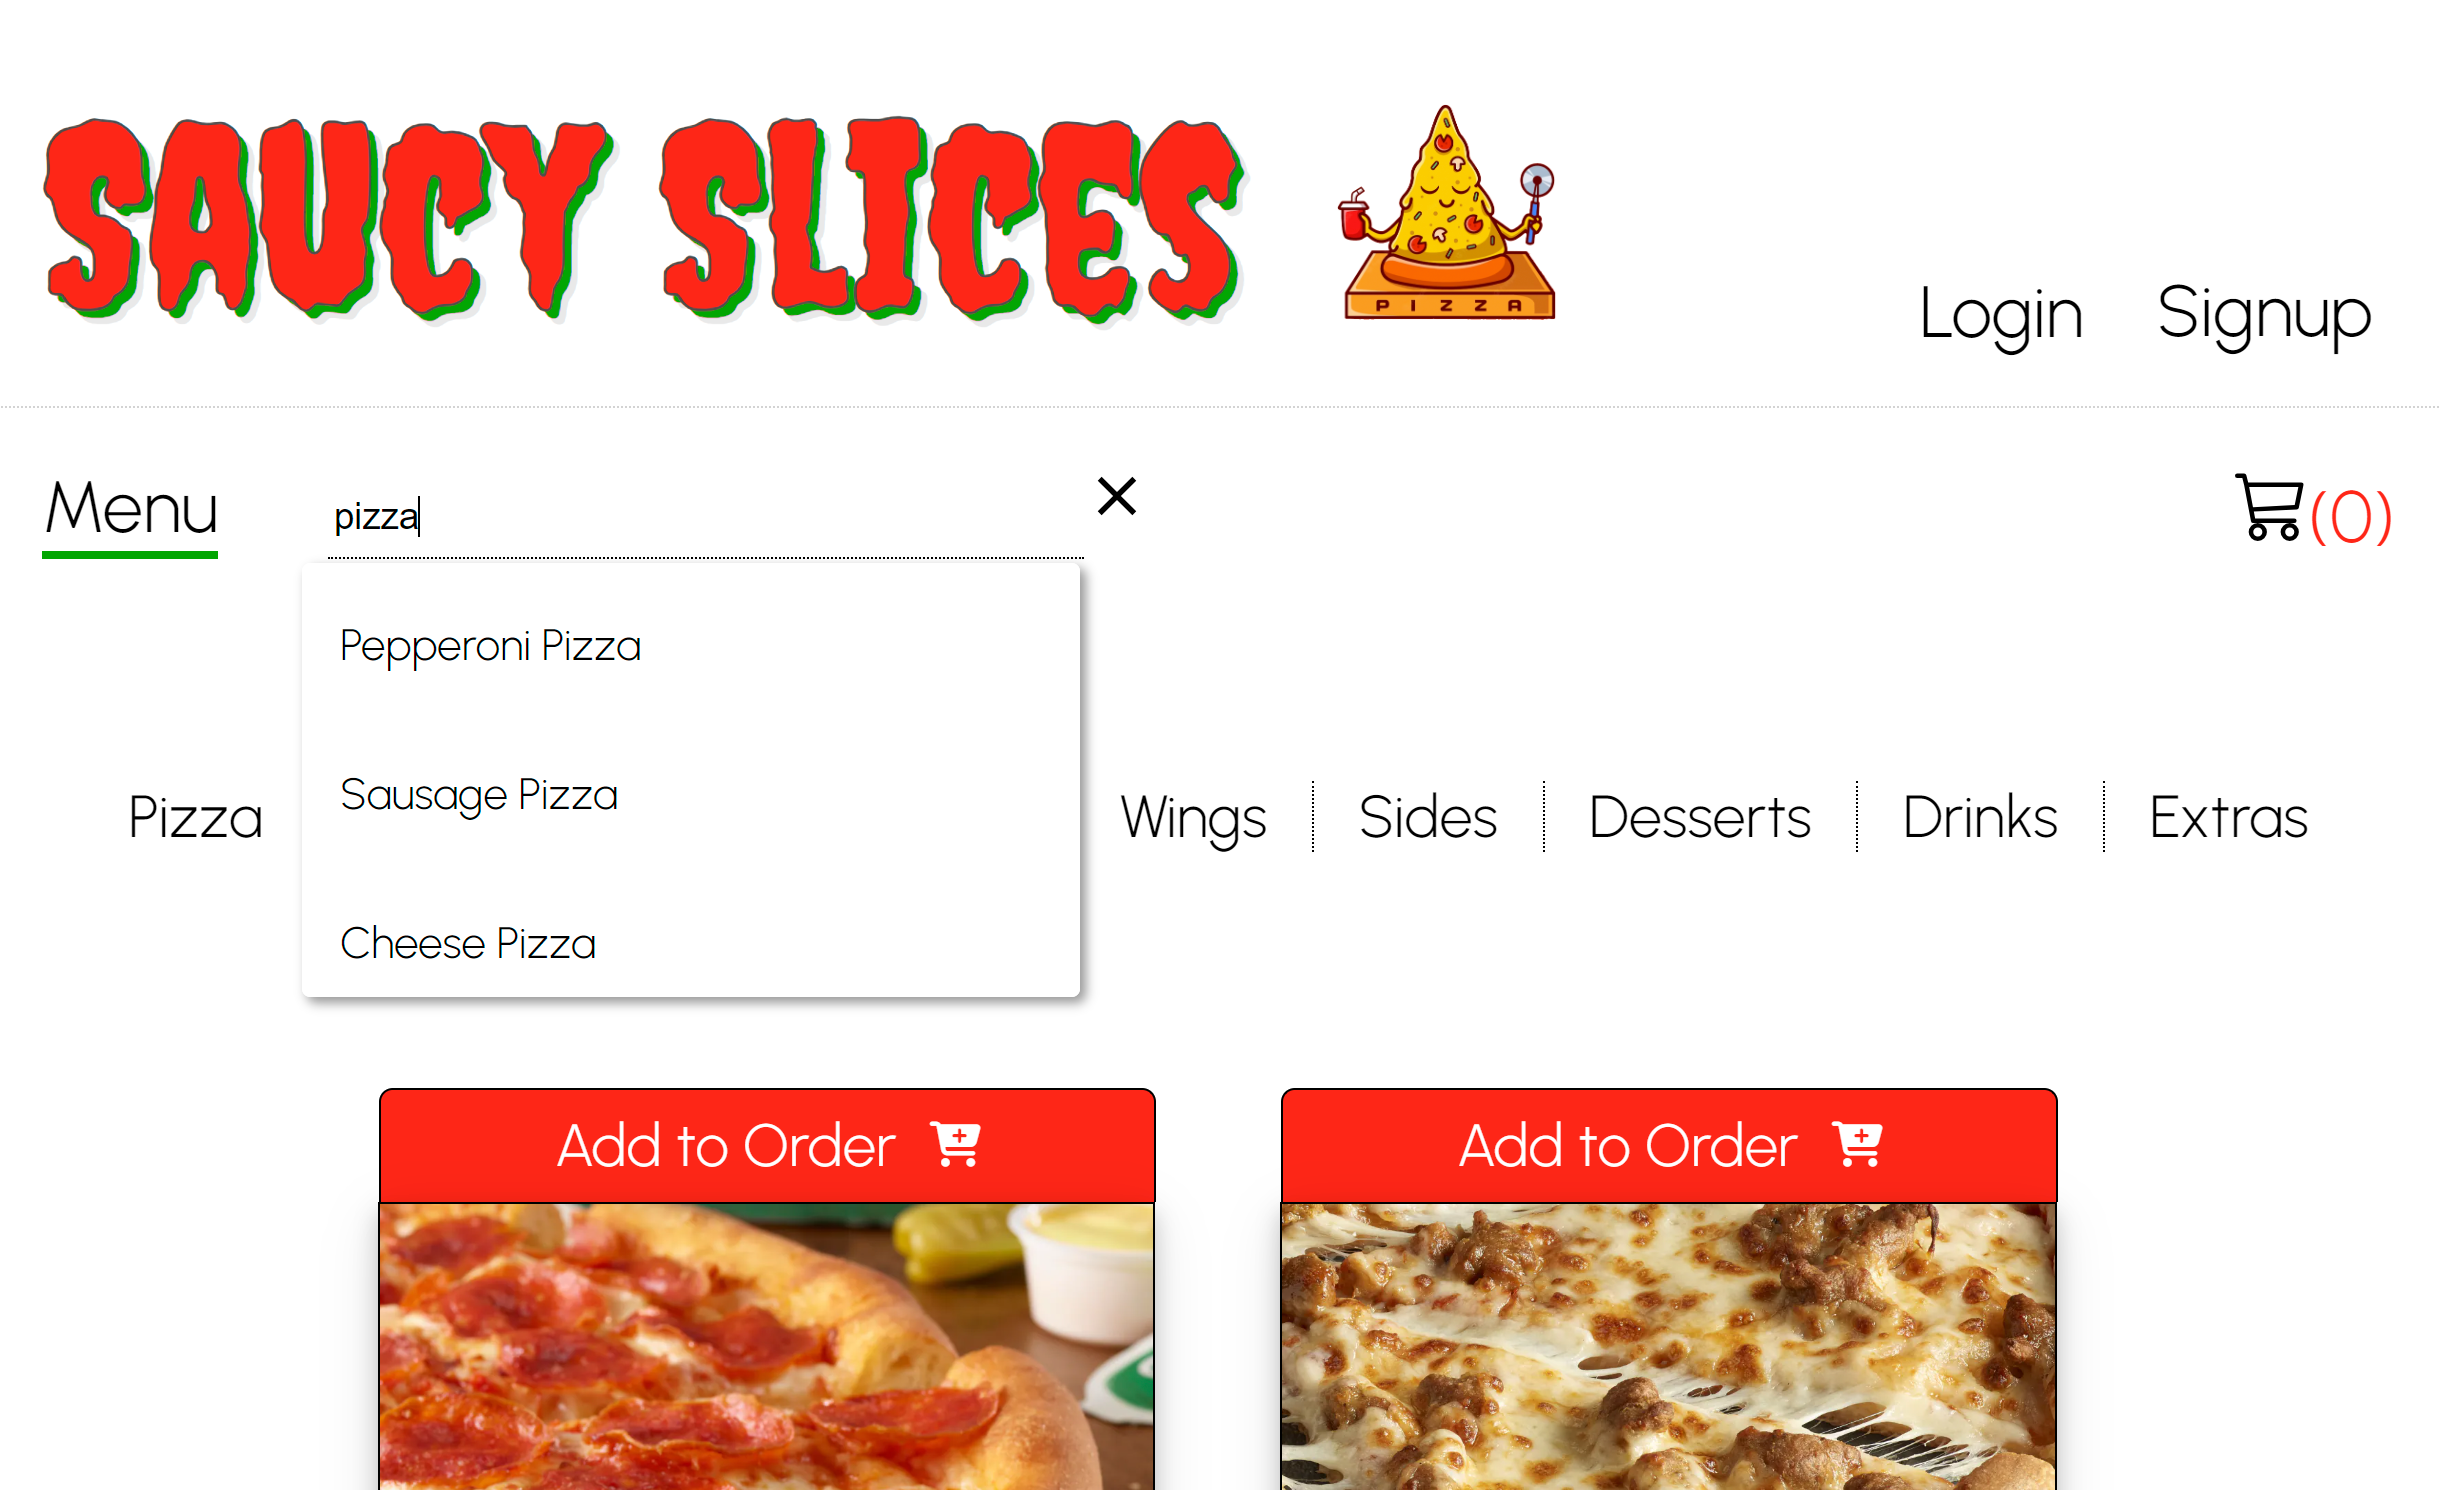 SAUCY SLICES
PIZZA
Login Signup
Menu pizza (0)
Pepperoni Pizza
Sausage Pizza
Cheese Pizza
Pizza Wings Sides Desserts Drinks Extras
Add to Order Add to Order